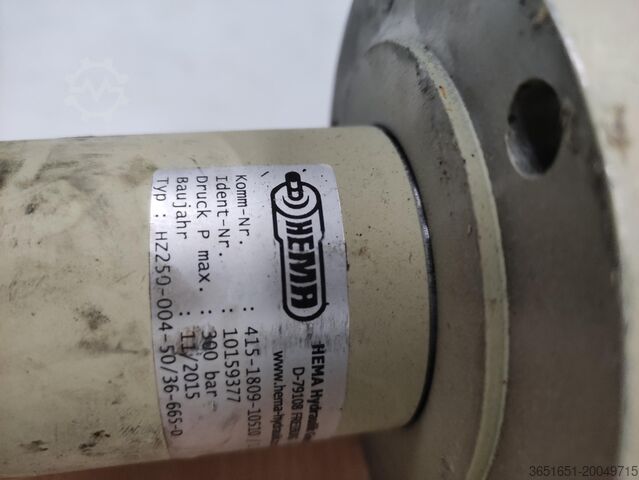 HEMA
HEMA Hydraulik
D-79108
www.hema-hydraulik
Komm-Nr. : 415-1809-10510
Ident-Nr. : 10159377
Druck P max. : 300 bar
Baujahr : 11/2015
Typ : HZ250-004-50/36-665-0
3651651-20049715